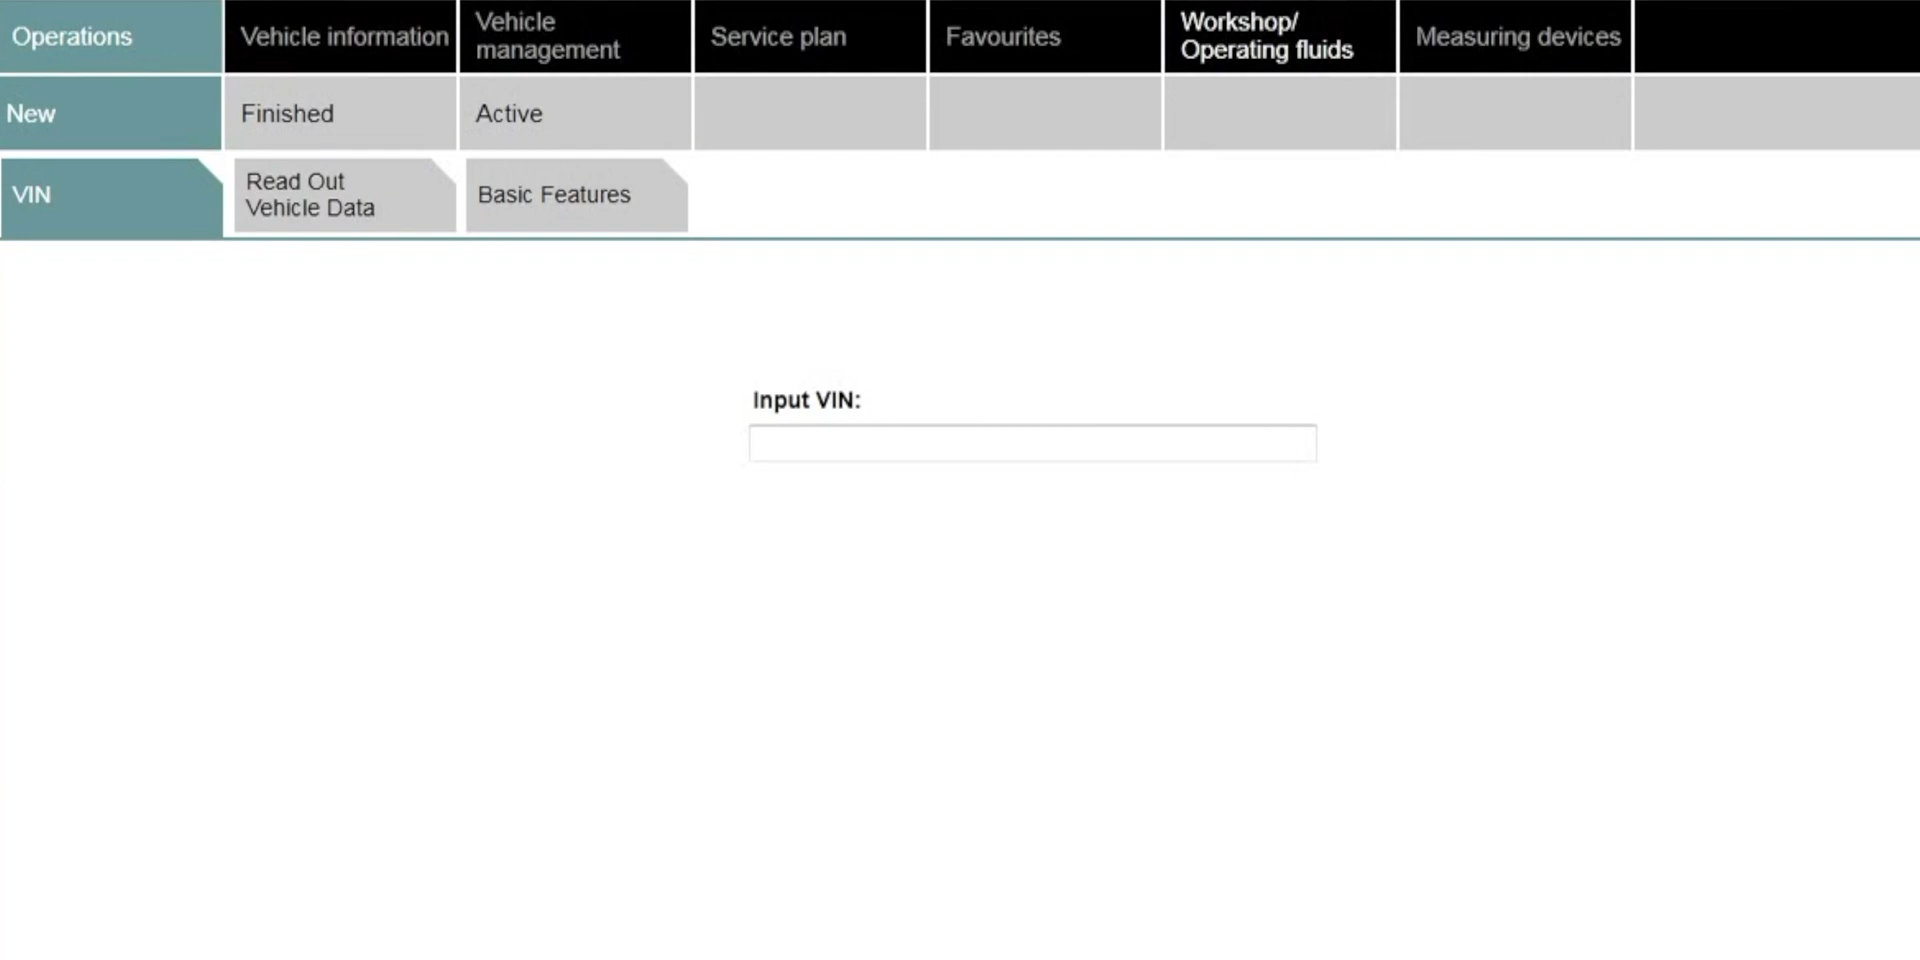 Operations
Vehicle information
Vehicle
management
Service plan
Favourites
Workshop/
Operating fluids
Measuring devices
New
Finished
Active
VIN
Read Out
Vehicle Data
Basic Features
Input VIN: